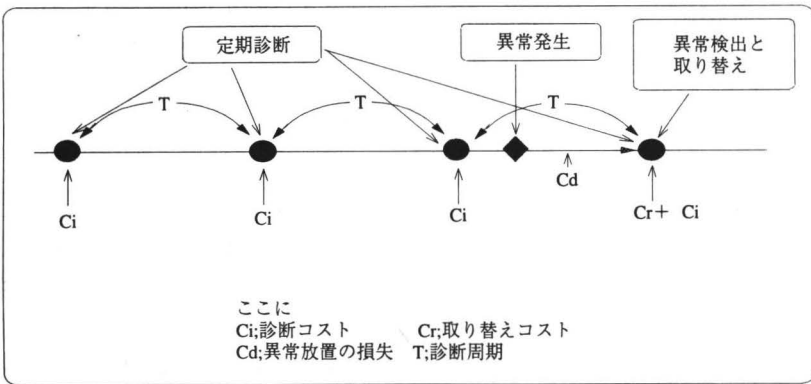 定期診断
異常発生
異常検出と
取り替え
T
T
T
Cd
Ci
Ci
Ci
Cr+ Ci
ここに
Ci;診断コスト Cr;取り替えコスト
Cd;異常放置の損失 T;診断周期